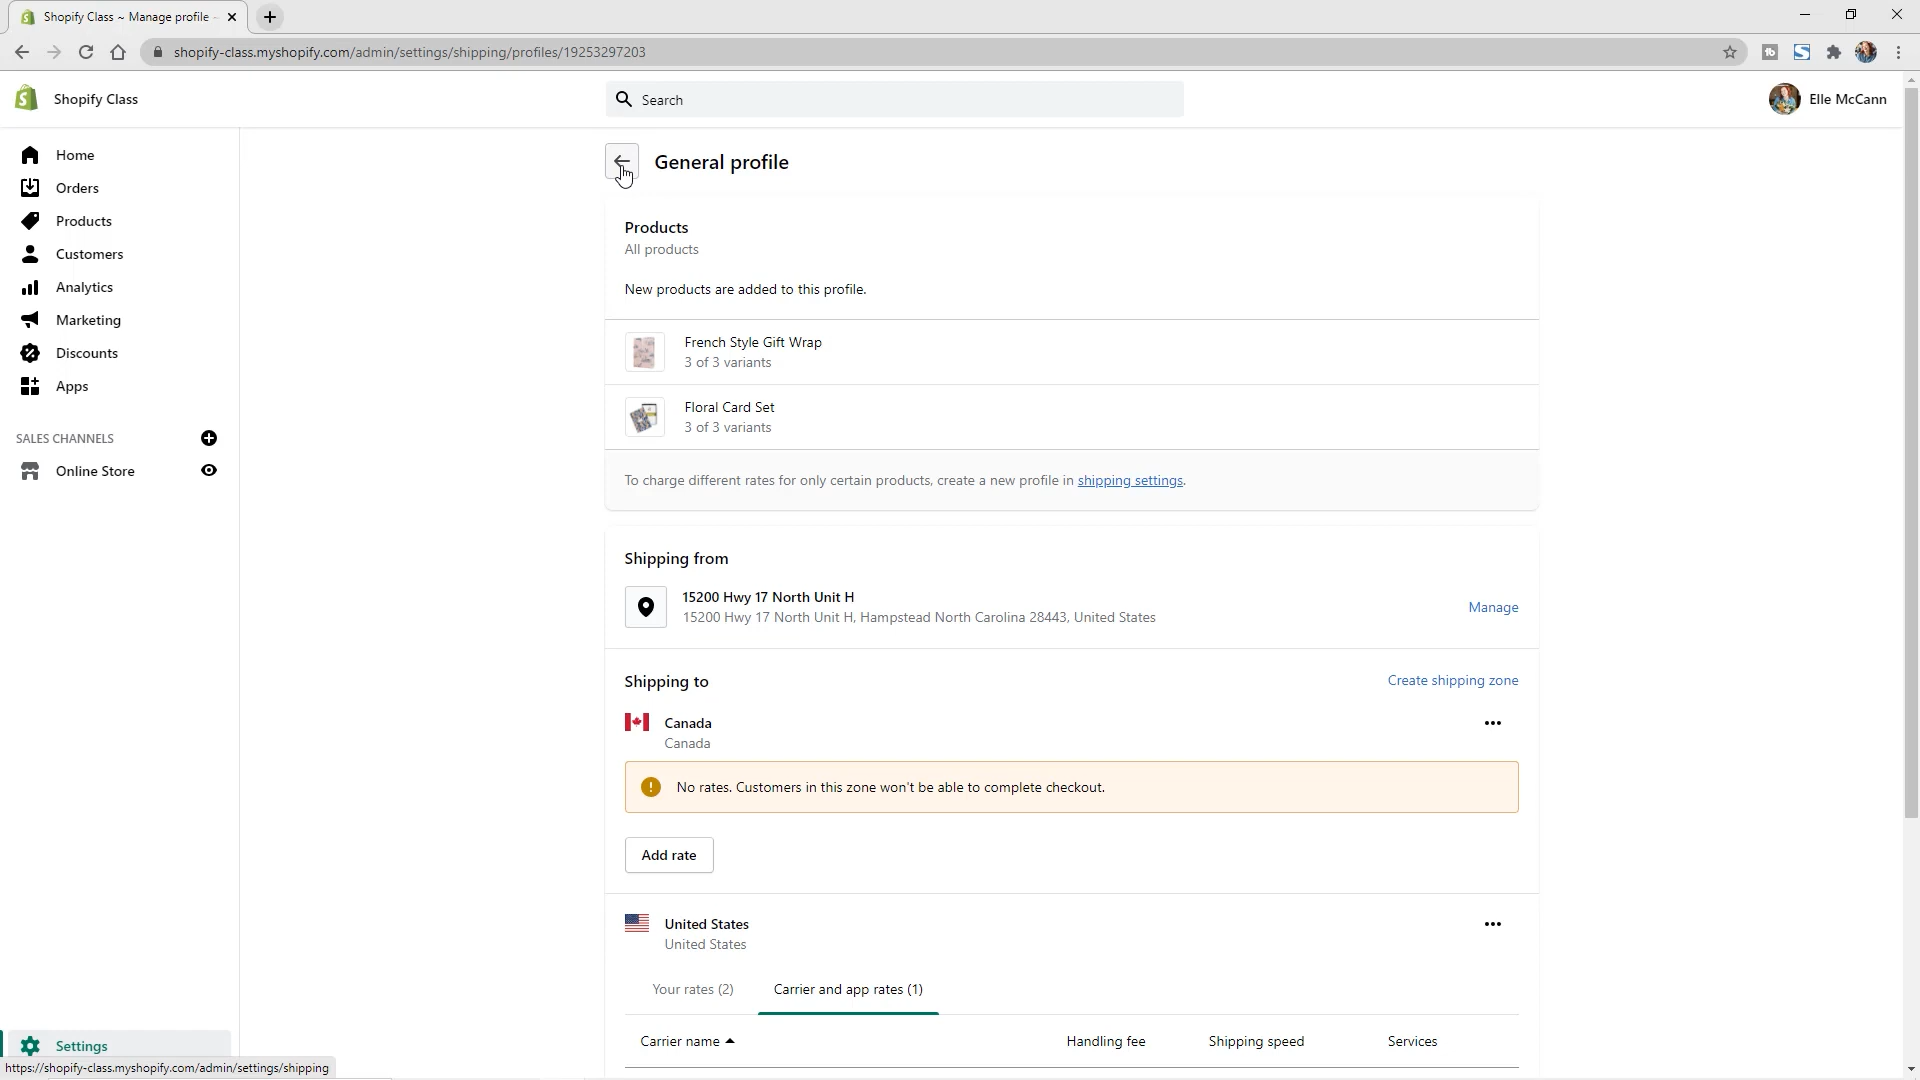 Shopify Class ~ Manage profile
shopify-class.myshopify.com/admin/settings/shipping/profiles/19253297203
Shopify Class
Search
Elle McCann
Home
Orders
Products
Customers
Analytics
Marketing
Discounts
Apps
SALES CHANNELS
Online Store
Settings
https://shopify-class.myshopify.com/admin/settings/shipping
General profile
Products
All products
New products are added to this profile.
French Style Gift Wrap
3 of 3 variants
Floral Card Set
3 of 3 variants
To charge different rates for only certain products, create a new profile in shipping settings.
Shipping from
15200 Hwy 17 North Unit H
15200 Hwy 17 North Unit H, Hampstead North Carolina 28443, United States
Manage
Shipping to
Create shipping zone
Canada
Canada
No rates. Customers in this zone won't be able to complete checkout.
Add rate
United States
United States
Your rates (2)
Carrier and app rates (1)
Carrier name
Handling fee
Shipping speed
Services